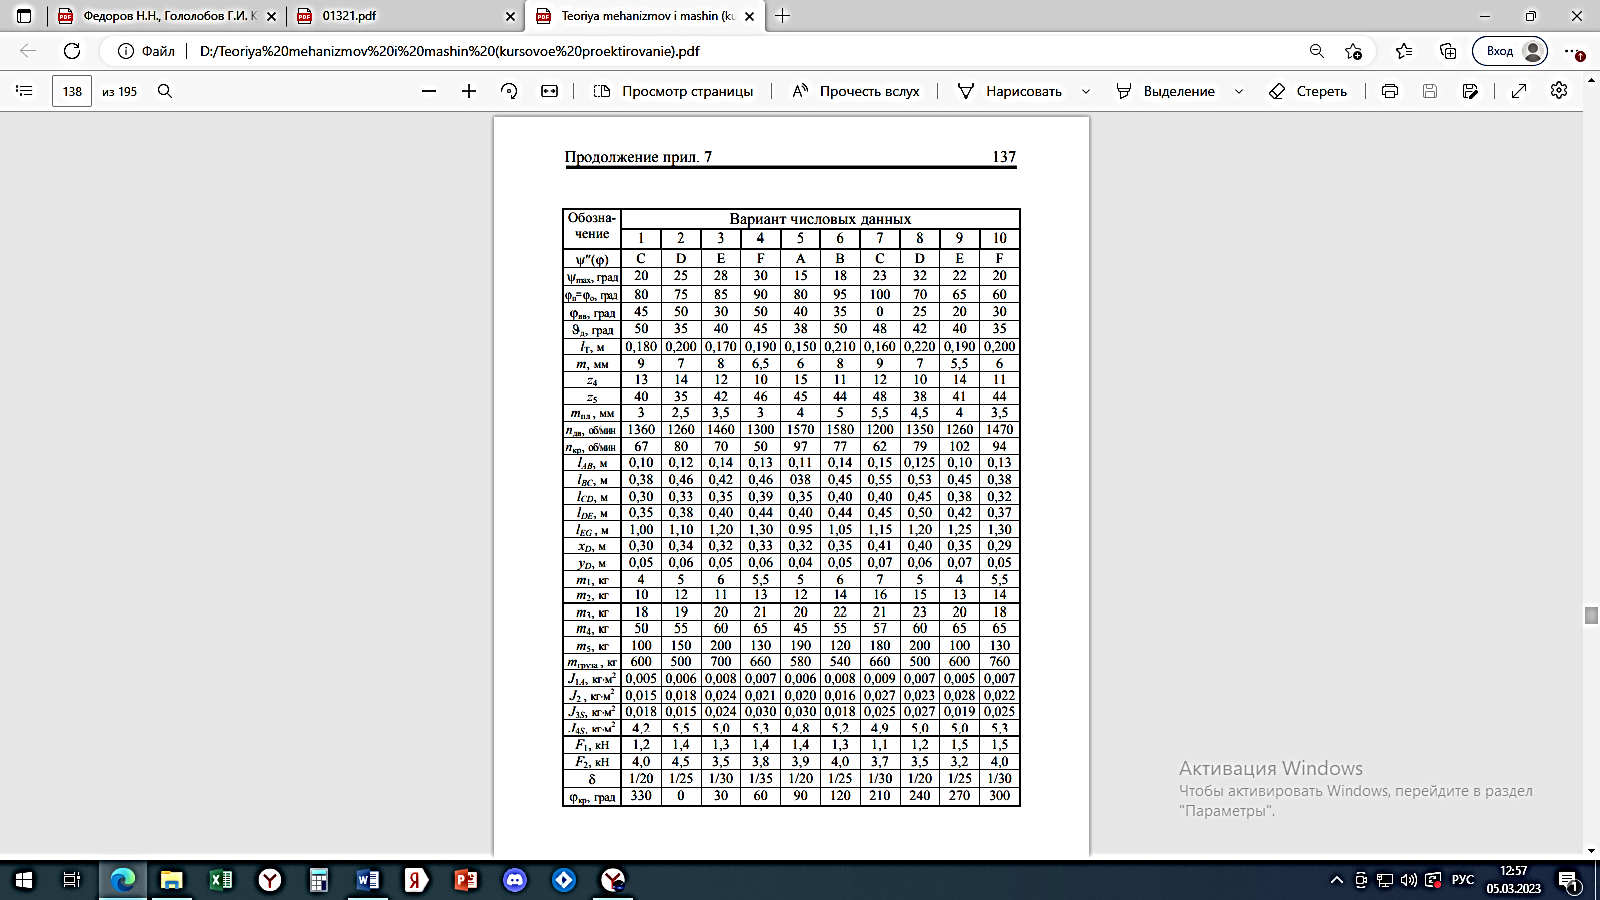 Федоров Н.Н., Гололобов Г.И. К
01321.pdf
Teoriya mehanizmov i mashin (ku
Файл
D:/Teoriya%20mehanizmov%20i%20mashin%20(kursovoe%20proektirovanie).pdf
Вход
138 из 195
Просмотр страницы
Прочесть вслух
Нарисовать
Выделение
Стереть
Продолжение прил. 7 137
Обозна-чение Вариант числовых данных
1 2 3 4 5 6 7 8 9 10
ψ″(φ) C D E F A B C D E F
ψmax, град 20 25 28 30 15 18 23 32 22 20
φп=φо, град 80 75 85 90 80 95 100 70 65 60
φвв, град 45 50 30 50 40 35 0 25 20 30
ϑд, град 50 35 40 45 38 50 48 42 40 35
lТ, м 0,180 0,200 0,170 0,190 0,150 0,210 0,160 0,220 0,190 0,200
m, мм 9 7 8 6,5 6 8 9 7 5,5 6
z4 13 14 12 10 15 11 12 10 14 11
z5 40 35 42 46 45 44 48 38 41 44
mпл, мм 3 2,5 3,5 3 4 5 5,5 4,5 4 3,5
nдв, об/мин 1360 1260 1460 1300 1570 1580 1200 1350 1260 1470
nкр, об/мин 67 80 70 50 97 77 62 79 102 94
lAB, м 0,10 0,12 0,14 0,13 0,11 0,14 0,15 0,125 0,10 0,13
lBC, м 0,38 0,46 0,42 0,46 038 0,45 0,55 0,53 0,45 0,38
lCD, м 0,30 0,33 0,35 0,39 0,35 0,40 0,40 0,45 0,38 0,32
lDE, м 0,35 0,38 0,40 0,44 0,40 0,44 0,45 0,50 0,42 0,37
lEG, м 1,00 1,10 1,20 1,30 0.95 1,05 1,15 1,20 1,25 1,30
xD, м 0,30 0,34 0,32 0,33 0,32 0,35 0,41 0,40 0,35 0,29
yD, м 0,05 0,06 0,05 0,06 0,04 0,05 0,07 0,06 0,07 0,05
m1, кг 4 5 6 5,5 5 6 7 5 4 5,5
m2, кг 10 12 11 13 12 14 16 15 13 14
m3, кг 18 19 20 21 20 22 21 23 20 18
m4, кг 50 55 60 65 45 55 57 60 65 65
m5, кг 100 150 200 130 190 120 180 200 100 130
mгруза, кг 600 500 700 660 580 540 660 500 600 760
J1A, кг·м² 0,005 0,006 0,008 0,007 0,006 0,008 0,009 0,007 0,005 0,007
J2, кг·м² 0,015 0,018 0,024 0,021 0,020 0,016 0,027 0,023 0,028 0,022
J3S, кг·м² 0,018 0,015 0,024 0,030 0,030 0,018 0,025 0,027 0,019 0,025
J4S, кг·м² 4,2 5,5 5,0 5,3 4,8 5,2 4,9 5,0 5,0 5,3
F1, кН 1,2 1,4 1,3 1,4 1,4 1,3 1,1 1,2 1,5 1,5
F2, кН 4,0 4,5 3,5 3,8 3,9 4,0 3,7 3,5 3,2 4,0
δ 1/20 1/25 1/30 1/35 1/20 1/25 1/30 1/20 1/25 1/30
φкр, град 330 0 30 60 90 120 210 240 270 300
Активация Windows
Чтобы активировать Windows, перейдите в раздел
"Параметры".
РУС
12:57
05.03.2023
1